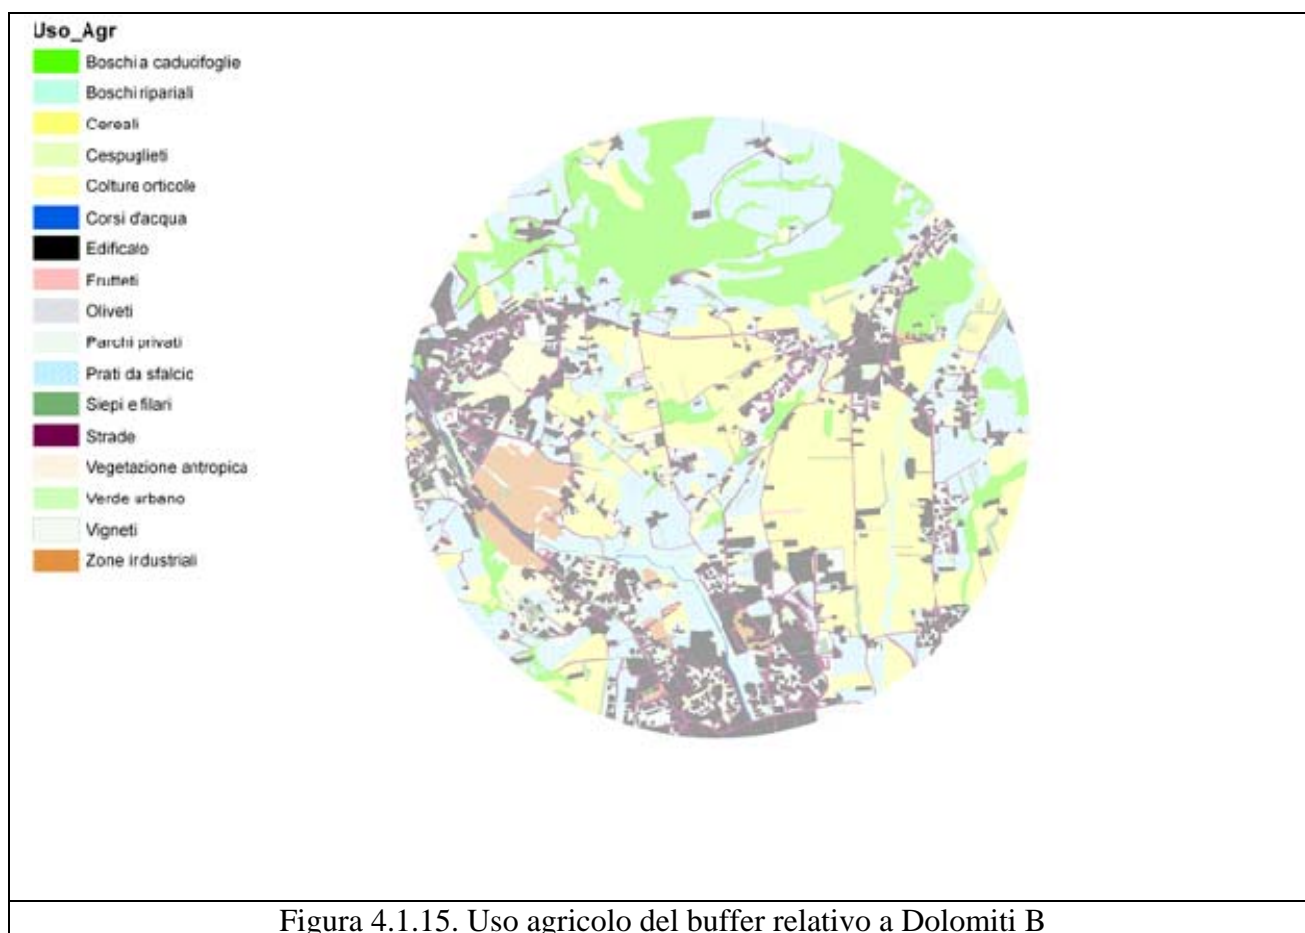 Uso_Agr
Boschi a caducifoglie
Boschi ripariali
Cereali
Cespuglieti
Colture orticole
Corsi d'acqua
Edificato
Frutteti
Oliveti
Parchi privati
Prati da sfalcio
Siepi e filari
Strade
Vegetazione antropica
Verde urbano
Vigneti
Zone industriali
Figura 4.1.15. Uso agricolo del buffer relativo a Dolomiti B